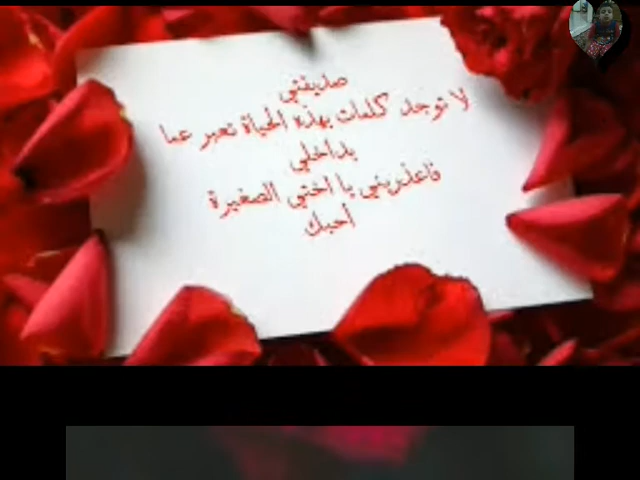 صديقتي
لا توجد كلمات بهذه الحياة تعبر عما
بداخلي
فاعذريني يا اختي الصغيرة
أحبك